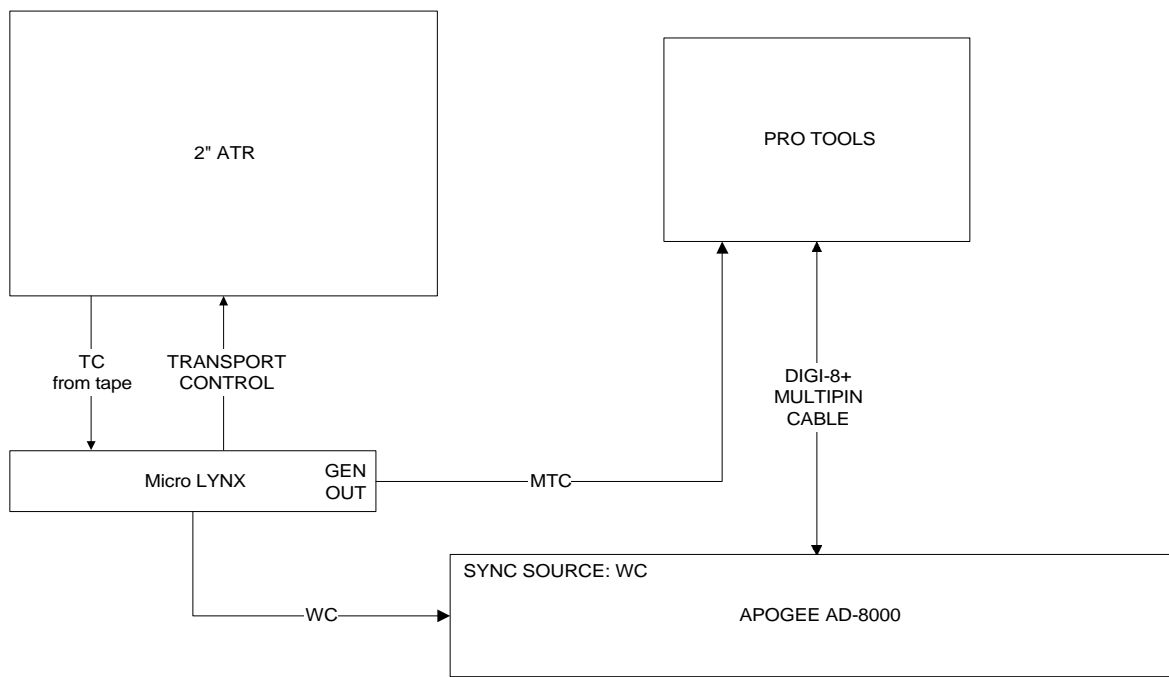 2" ATR
PRO TOOLS
TC
from tape
TRANSPORT
CONTROL
DIGI-8+
MULTIPIN
CABLE
Micro LYNX
GEN
OUT
MTC
SYNC SOURCE: WC
APOGEE AD-8000
WC